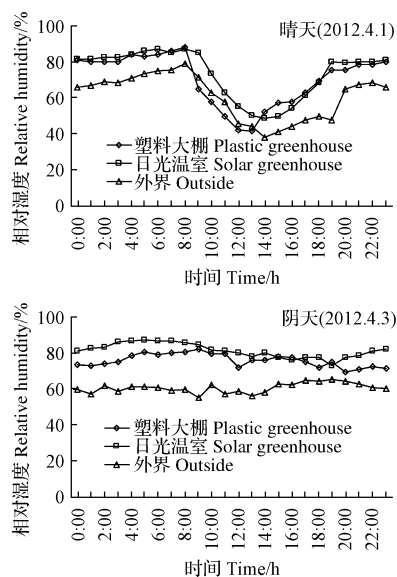 晴天(2012.4.1)
相对湿度 Relative humidity/%
100
80
60
40
20
0
塑料大棚 Plastic greenhouse
日光温室 Solar greenhouse
外界 Outside
0:00 2:00 4:00 6:00 8:00 10:00 12:00 14:00 16:00 18:00 20:00 22:00
时间 Time/h
阴天(2012.4.3)
相对湿度 Relative humidity/%
100
80
60
40
20
0
塑料大棚 Plastic greenhouse
日光温室 Solar greenhouse
外界 Outside
0:00 2:00 4:00 6:00 8:00 10:00 12:00 14:00 16:00 18:00 20:00 22:00
时间 Time/h